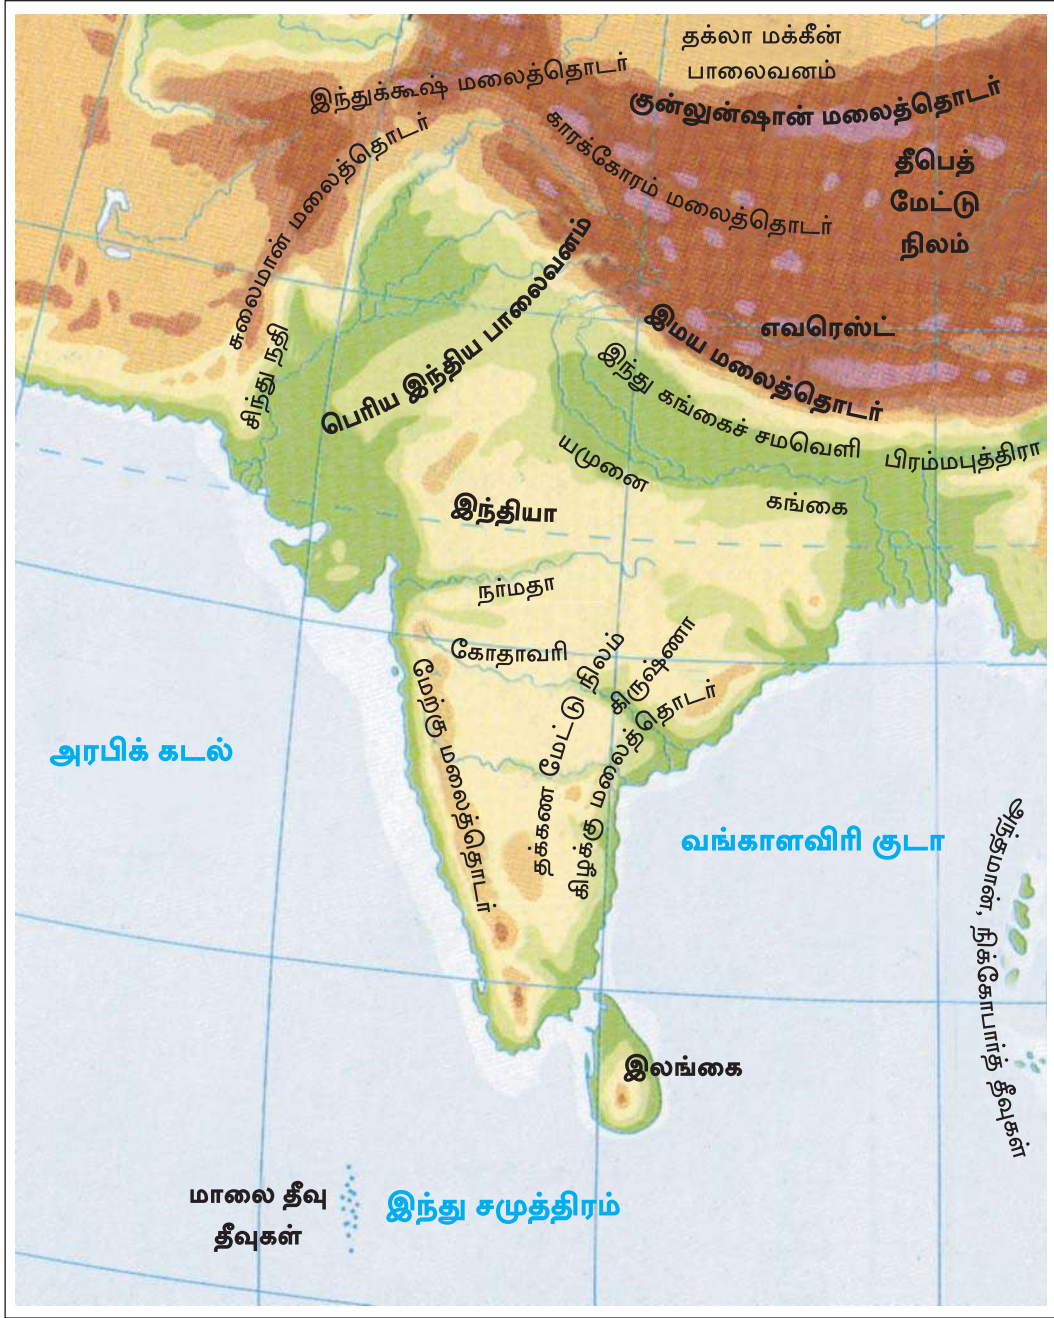 தக்லா மக்கீன்
பாலைவனம்
இந்துக்கூஷ் மலைத்தொடர்
குன்லுன்ஷான் மலைத்தொடர்
காரக்கோரம் மலைத்தொடர்
சுலைமான் மலைத்தொடர்
தீபெத்
மேட்டு
நிலம்
எவரெஸ்ட்
இமய மலைத்தொடர்
பெரிய இந்திய பாலைவனம்
சிந்து நதி
இந்து கங்கைச் சமவெளி
பிரம்மபுத்திரா
யமுனை
கங்கை
இந்தியா
நர்மதா
கோதாவரி
கிருஷ்ணா
தக்கண மேட்டு நிலம்
மேற்கு மலைத்தொடர்
கிழக்கு மலைத்தொடர்
அரபிக் கடல்
வங்காளவிரி குடா
அந்தமான், நிக்கோபார்த் தீவுகள்
இலங்கை
மாலை தீவு
தீவுகள்
இந்து சமுத்திரம்